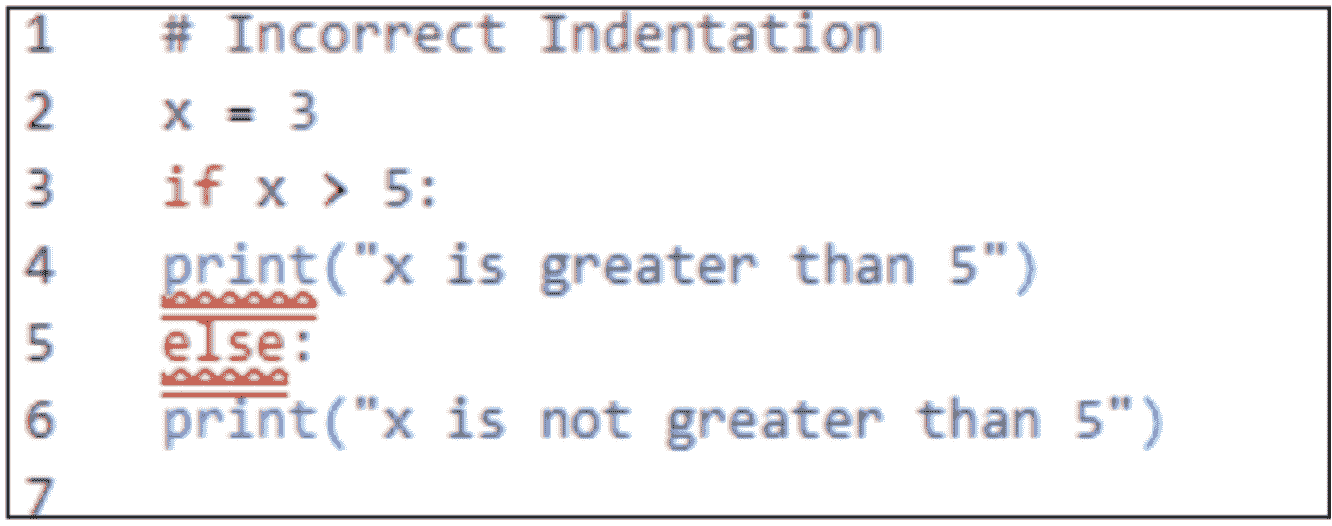 1 # Incorrect Indentation
2 x = 3
3 if x > 5:
4 print("x is greater than 5")
5 else:
6 print("x is not greater than 5")
7